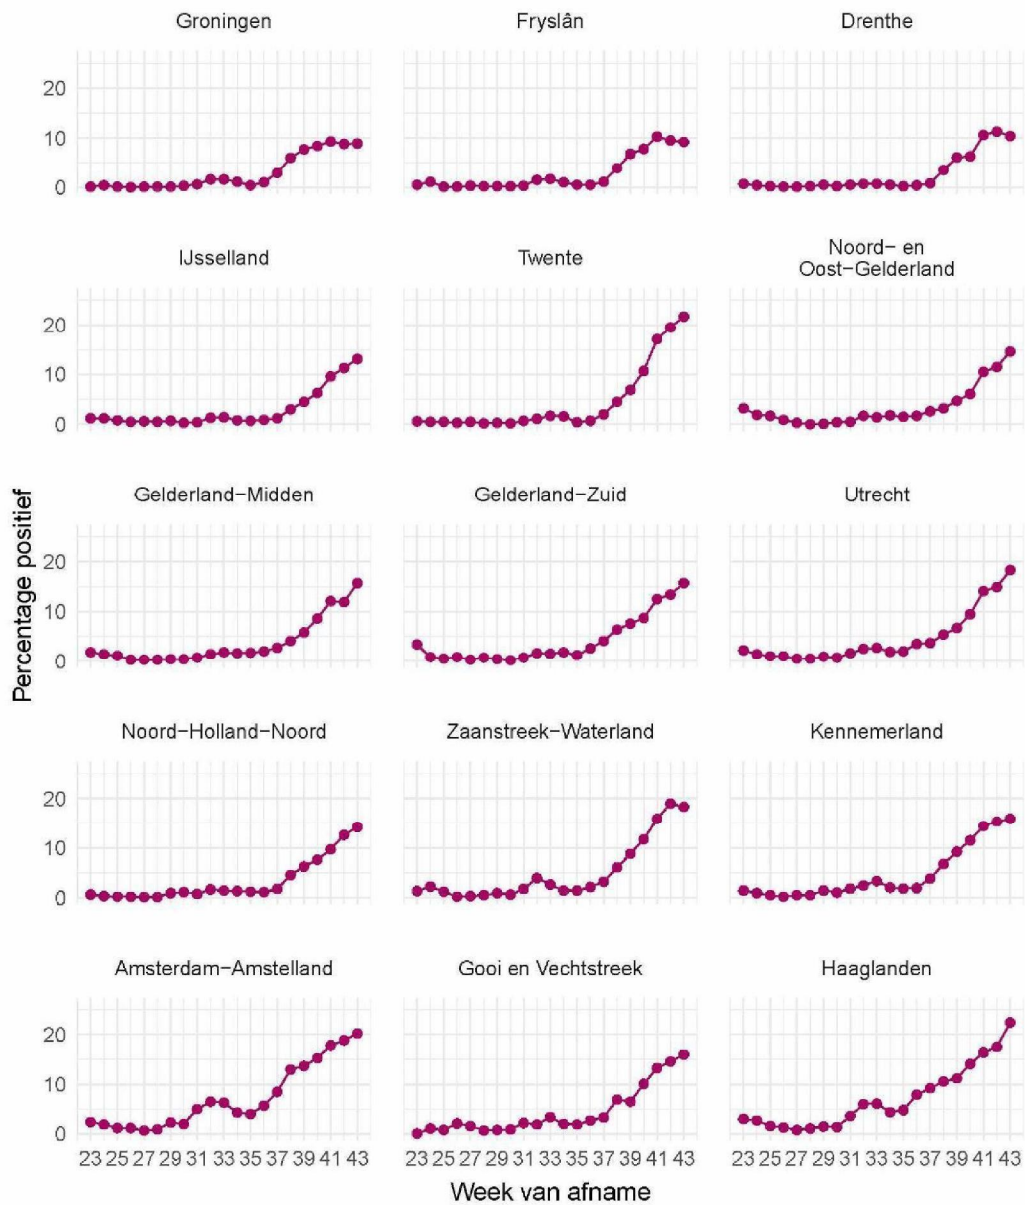 Groningen
Fryslân
Drenthe
20
10
0
IJsselland
Twente
Noord- en
Oost-Gelderland
20
10
0
Gelderland-Midden
Gelderland-Zuid
Utrecht
20
10
0
Percentage positief
Noord-Holland-Noord
Zaanstreek-Waterland
Kennemerland
20
10
0
Amsterdam-Amstelland
Gooi en Vechtstreek
Haaglanden
20
10
0
23 25 27 29 31 33 35 37 39 41 43
23 25 27 29 31 33 35 37 39 41 43
23 25 27 29 31 33 35 37 39 41 43
Week van afname